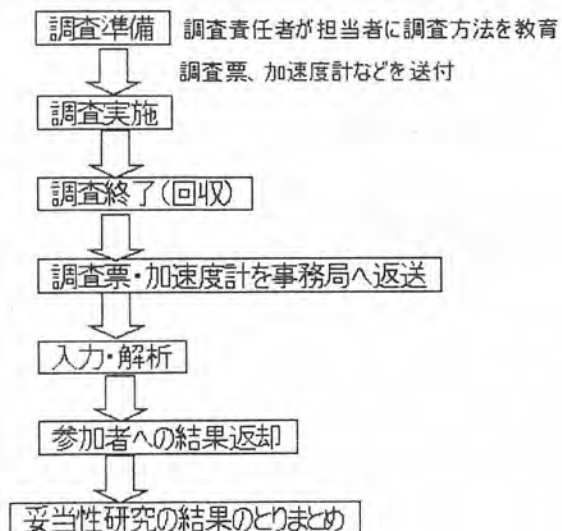 調査準備 調査責任者が担当者に調査方法を教育
調査票、加速度計などを送付
調査実施
調査終了(回収)
調査票・加速度計を事務局へ返送
入力・解析
参加者への結果返却
妥当性研究の結果のとりまとめ